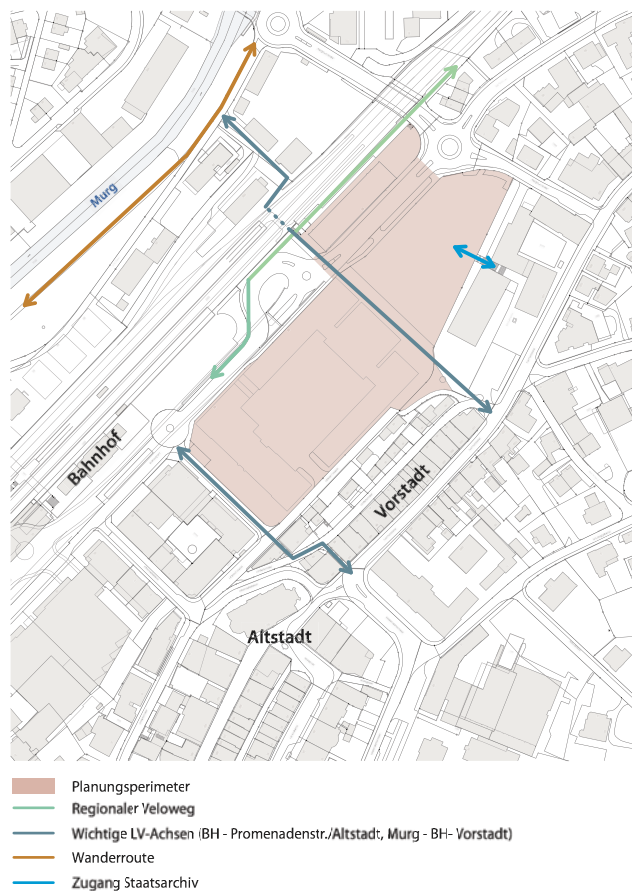 Murg
Bahnhof
Vorstadt
Altstadt
Planungsperimeter
Regionaler Veloweg
Wichtige LV-Achsen (BH - Promenadenstr./Altstadt, Murg - BH- Vorstadt)
Wanderroute
Zugang Staatsarchiv